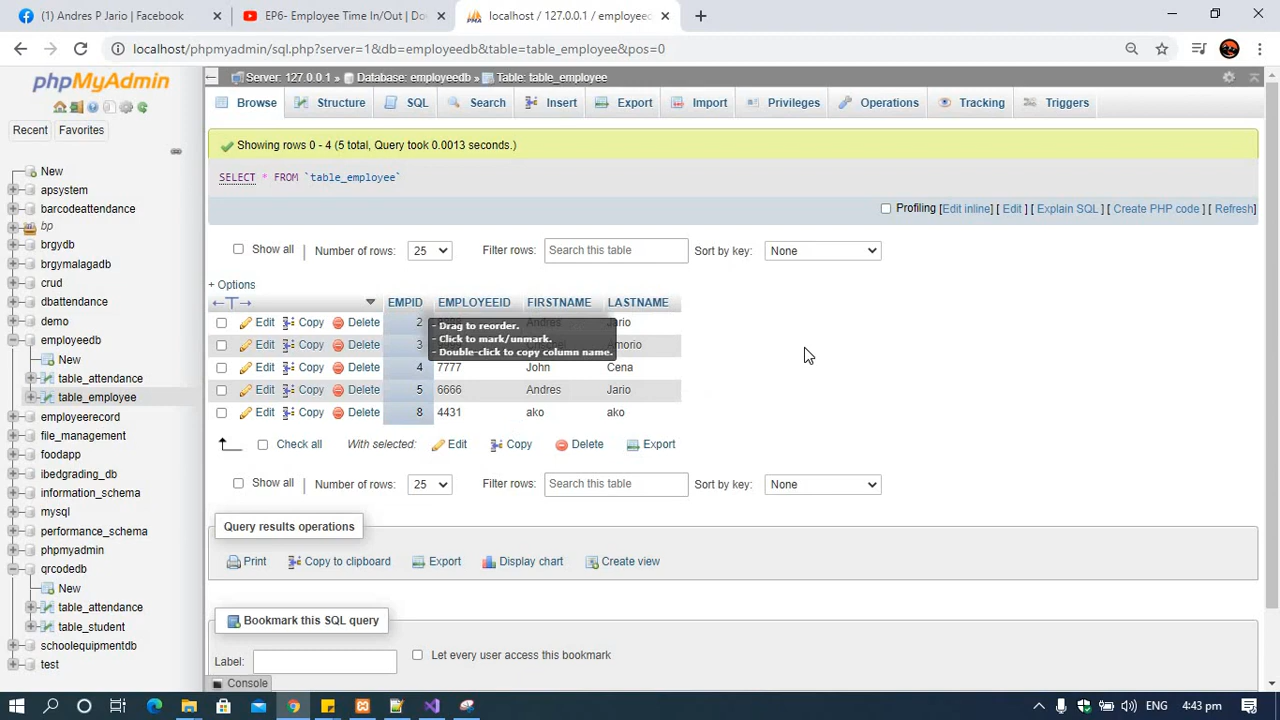 (1) Andres P Jario | Facebook
EP6- Employee Time In/Out | Do
localhost / 127.0.0.1 / employeed
localhost/phpmyadmin/sql.php?server=1&db=employeedb&table=table_employee&pos=0
phpMyAdmin
Recent
Favorites
New
apsystem
barcodeattendance
bp
brgydb
brgymalagadb
crud
dbattendance
demo
employeedb
New
table_attendance
table_employee
employeerecord
file_management
foodapp
ibedgrading_db
information_schema
mysql
performance_schema
phpmyadmin
qrcodedb
New
table_attendance
table_student
schoolequipmentdb
test
Server: 127.0.0.1 » Database: employeedb » Table: table_employee
Browse Structure SQL Search Insert Export Import Privileges Operations Tracking Triggers
Showing rows 0 - 4 (5 total, Query took 0.0013 seconds.)
SELECT * FROM `table_employee`
Profiling [Edit inline] [ Edit ] [ Explain SQL ] [ Create PHP code ] [ Refresh]
Show all | Number of rows: 25 Filter rows: Search this table Sort by key: None
+ Options
←T→ EMPID EMPLOYEEID FIRSTNAME LASTNAME
Edit Copy Delete 2 Andres Jario
Edit Copy Delete 3 Amorio
- Drag to reorder.
- Click to mark/unmark.
- Double-click to copy column name.
Edit Copy Delete 4 7777 John Cena
Edit Copy Delete 5 6666 Andres Jario
Edit Copy Delete 8 4431 ako ako
Check all With selected: Edit Copy Delete Export
Show all | Number of rows: 25 Filter rows: Search this table Sort by key: None
Query results operations
Print Copy to clipboard Export Display chart Create view
Bookmark this SQL query
Label: Let every user access this bookmark
Console
4:43 pm